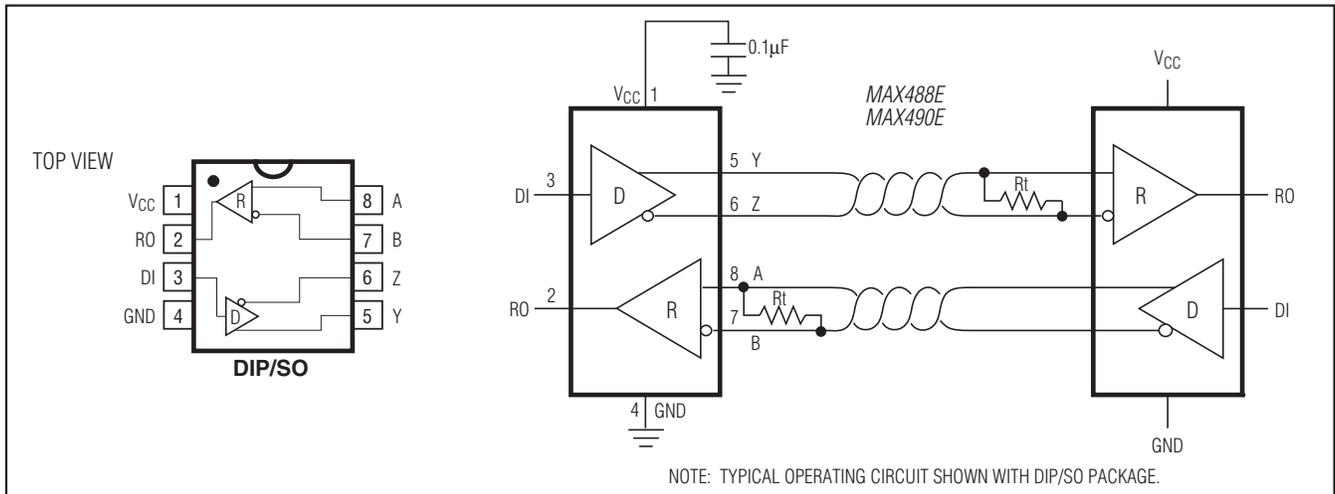 TOP VIEW
VCC 1
RO 2
DI 3
GND 4
8 A
7 B
6 Z
5 Y
R
D
DIP/SO
0.1µF
VCC 1
MAX488E
MAX490E
VCC
DI 3
D
5 Y
6 Z
Rt
R
RO
RO 2
R
8 A
7
B
Rt
D
DI
4 GND
GND
NOTE: TYPICAL OPERATING CIRCUIT SHOWN WITH DIP/SO PACKAGE.